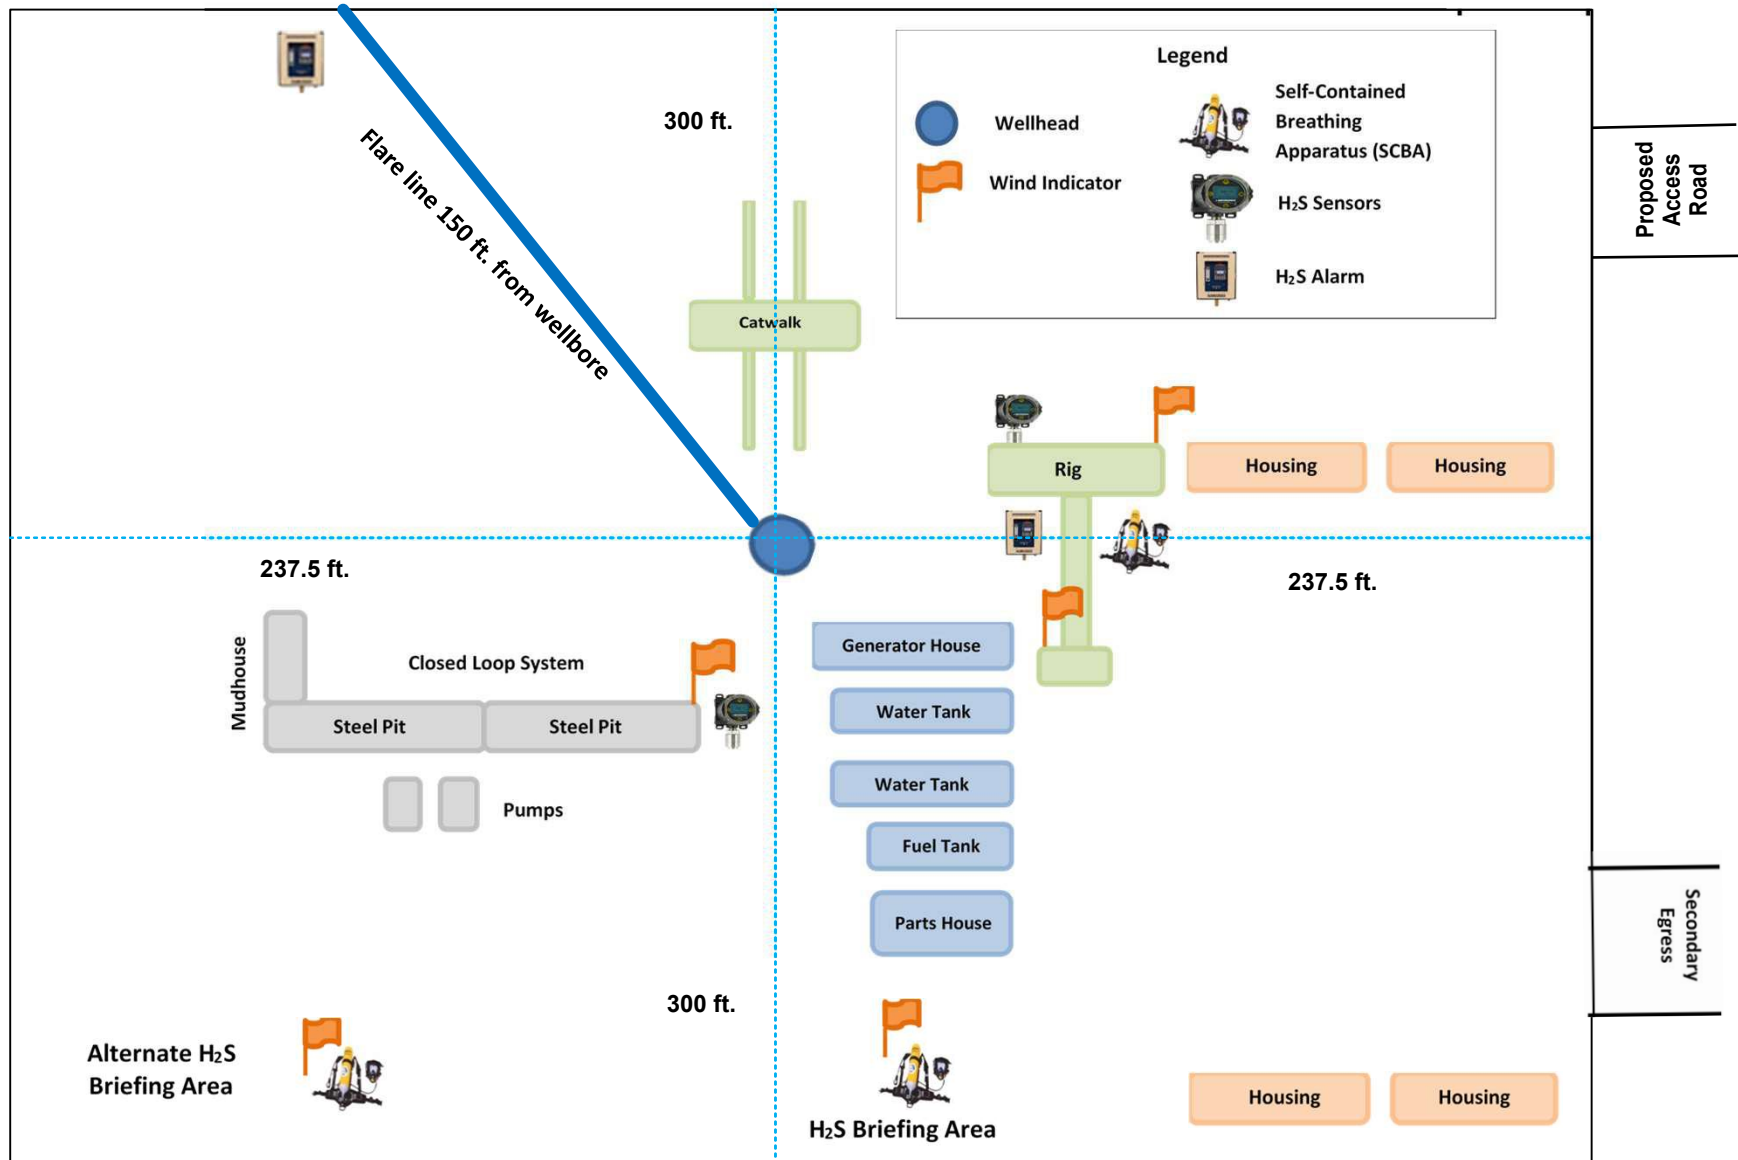 Legend
Wellhead
Wind Indicator
Self-Contained
Breathing
Apparatus (SCBA)
H₂S Sensors
H₂S Alarm
Proposed
Access
Road
300 ft.
Flare line 150 ft. from wellbore
Catwalk
Rig
Housing
Housing
237.5 ft.
237.5 ft.
Mudhouse
Closed Loop System
Steel Pit
Steel Pit
Pumps
Generator House
Water Tank
Water Tank
Fuel Tank
Parts House
Secondary
Egress
300 ft.
Alternate H₂S
Briefing Area
H₂S Briefing Area
Housing
Housing